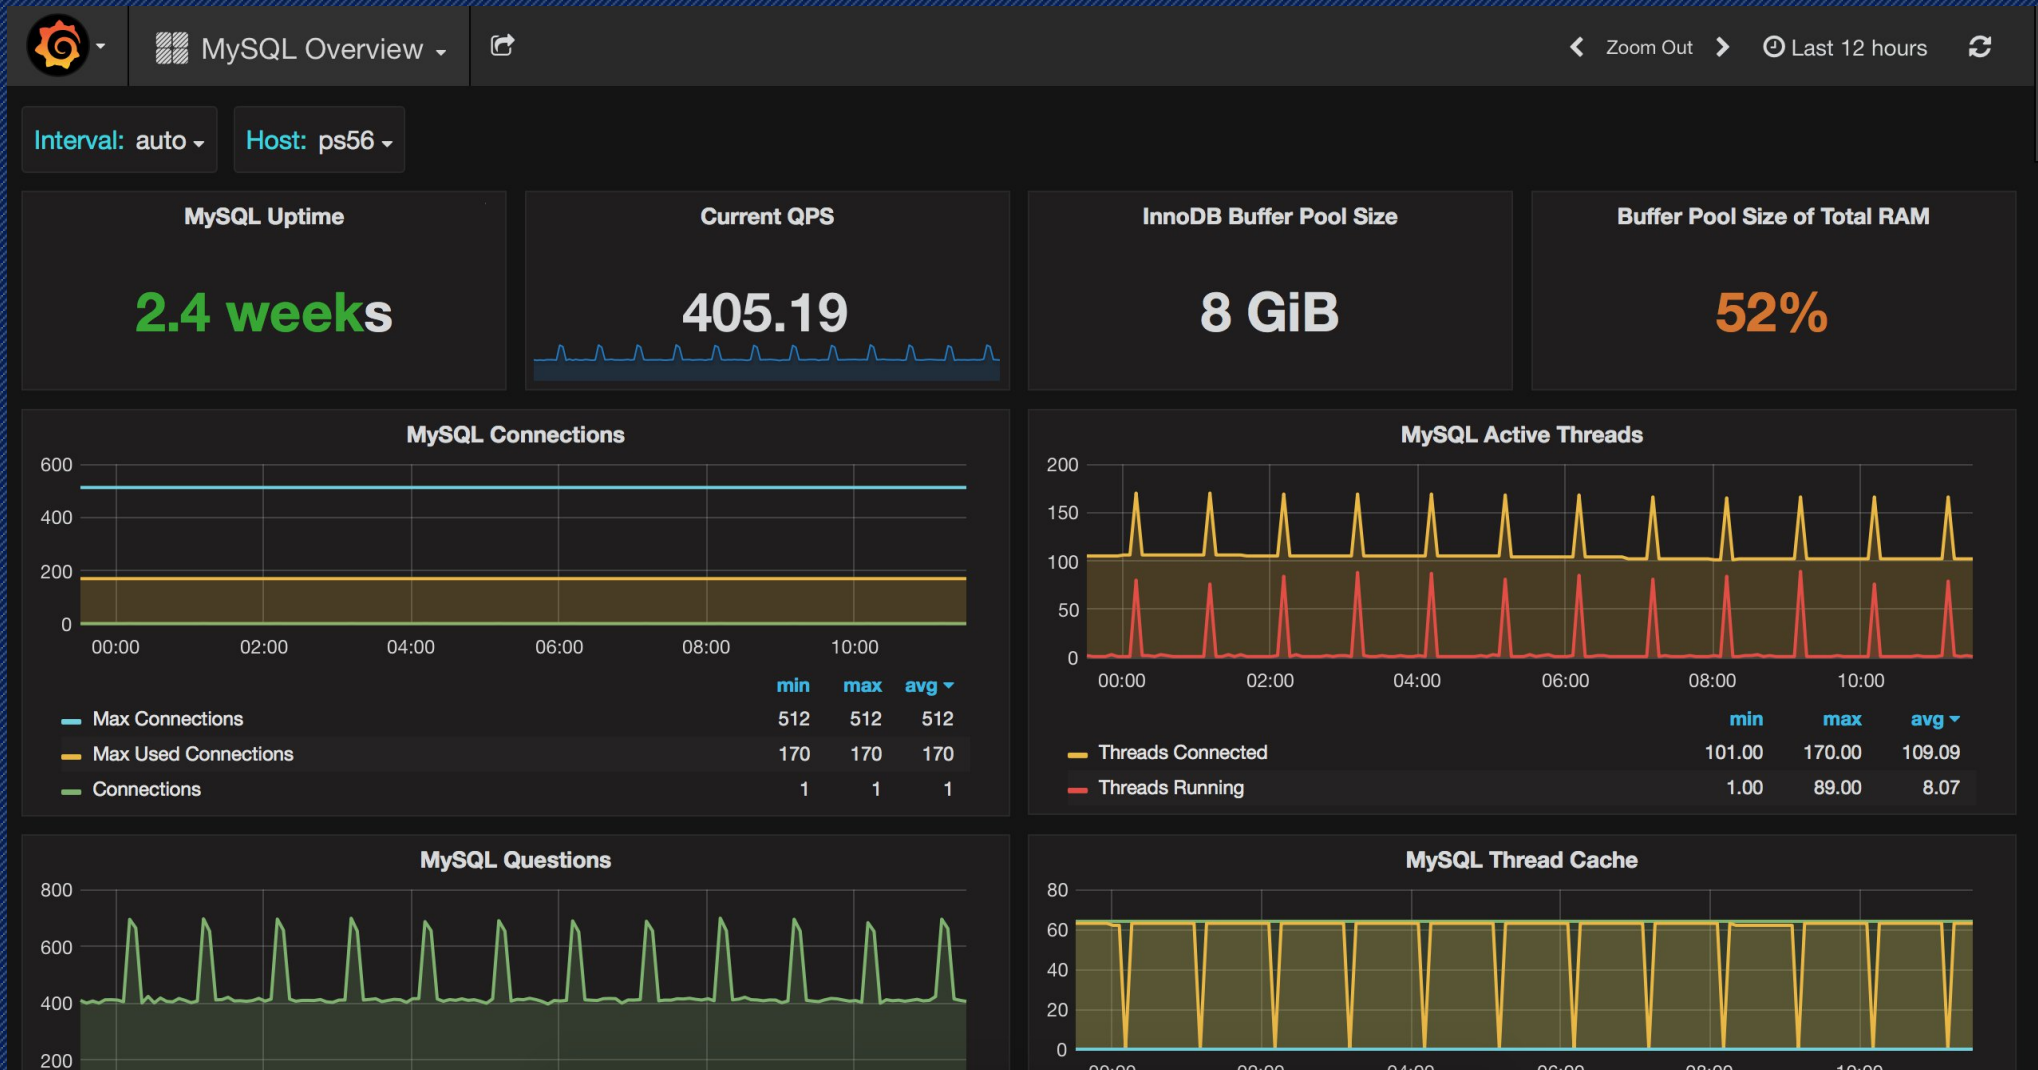 MySQL Overview
Zoom Out
Last 12 hours
Interval: auto
Host: ps56
MySQL Uptime
2.4 weeks
Current QPS
405.19
InnoDB Buffer Pool Size
8 GiB
Buffer Pool Size of Total RAM
52%
MySQL Connections
600
400
200
0
00:00 02:00 04:00 06:00 08:00 10:00
min max avg
Max Connections 512 512 512
Max Used Connections 170 170 170
Connections 1 1 1
MySQL Active Threads
200
150
100
50
0
00:00 02:00 04:00 06:00 08:00 10:00
min max avg
Threads Connected 101.00 170.00 109.09
Threads Running 1.00 89.00 8.07
MySQL Questions
800
600
400
200
MySQL Thread Cache
80
60
40
20
0